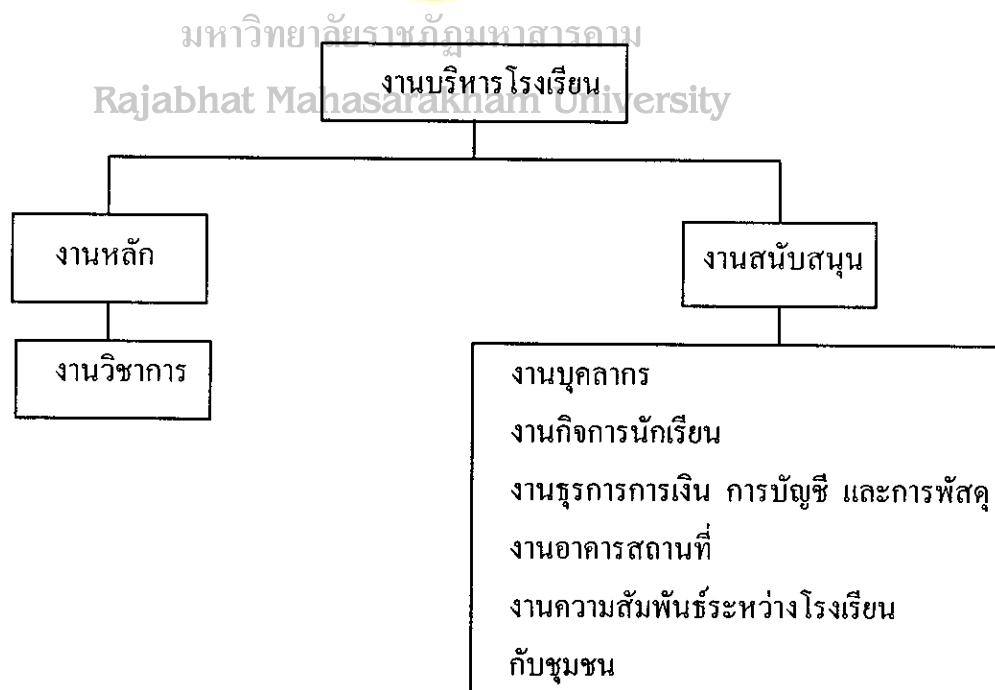 มหาวิทยาลัยราชภัฏมหาสารคาม
งานบริหารโรงเรียน
Rajabhat Mahasarakham University
งานหลัก
งานสนับสนุน
งานวิชาการ
งานบุคลากร
งานกิจการนักเรียน
งานธุรการการเงิน การบัญชี และการพัสดุ
งานอาคารสถานที่
งานความสัมพันธ์ระหว่างโรงเรียน
กับชุมชน